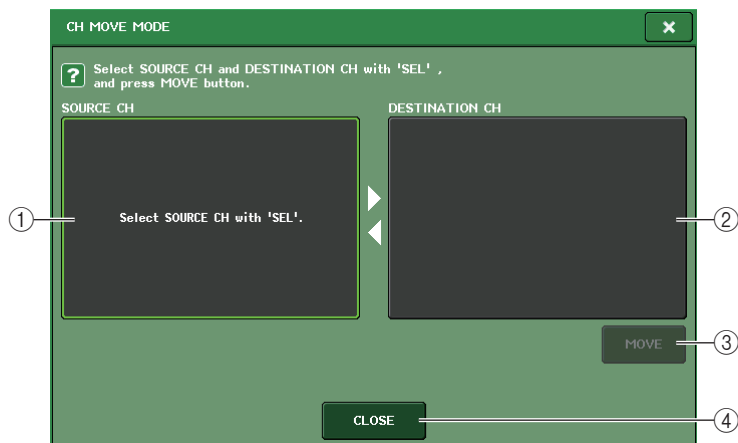 CH MOVE MODE
×
? Select SOURCE CH and DESTINATION CH with 'SEL' ,
and press MOVE button.
SOURCE CH
DESTINATION CH
① Select SOURCE CH with 'SEL'.
②
MOVE ③
CLOSE ④